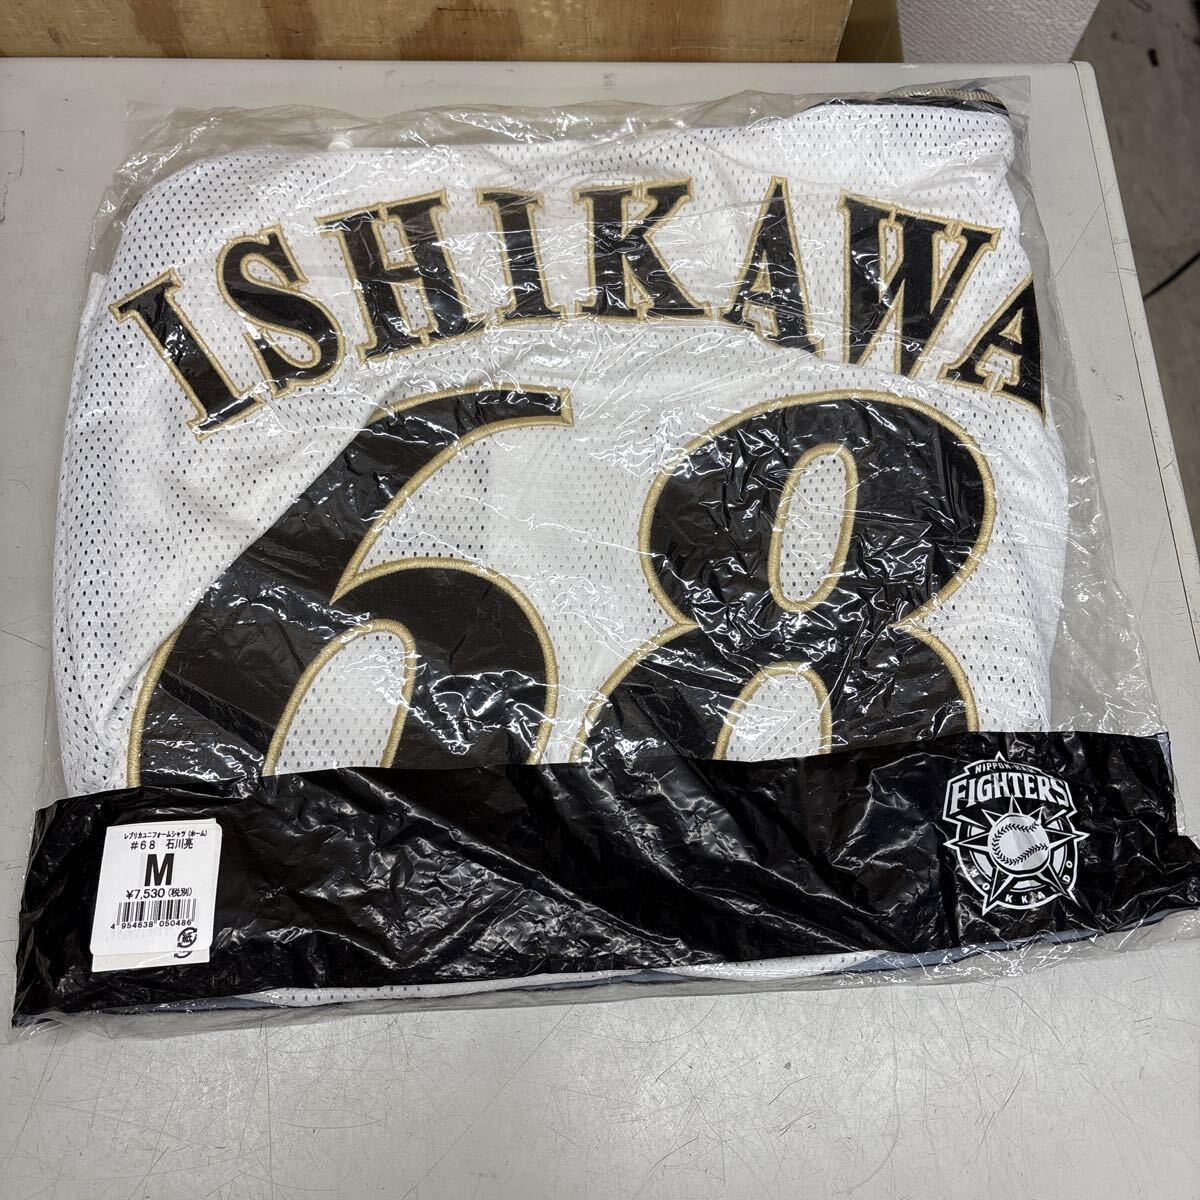 ISHIKAWA
68
レプリカユニフォームシャツ（ホーム）
#68 石川亮
M
¥7,530(税別)
4 954638 050486
NIPPON-HAM
FIGHTERS
HOKKAIDO